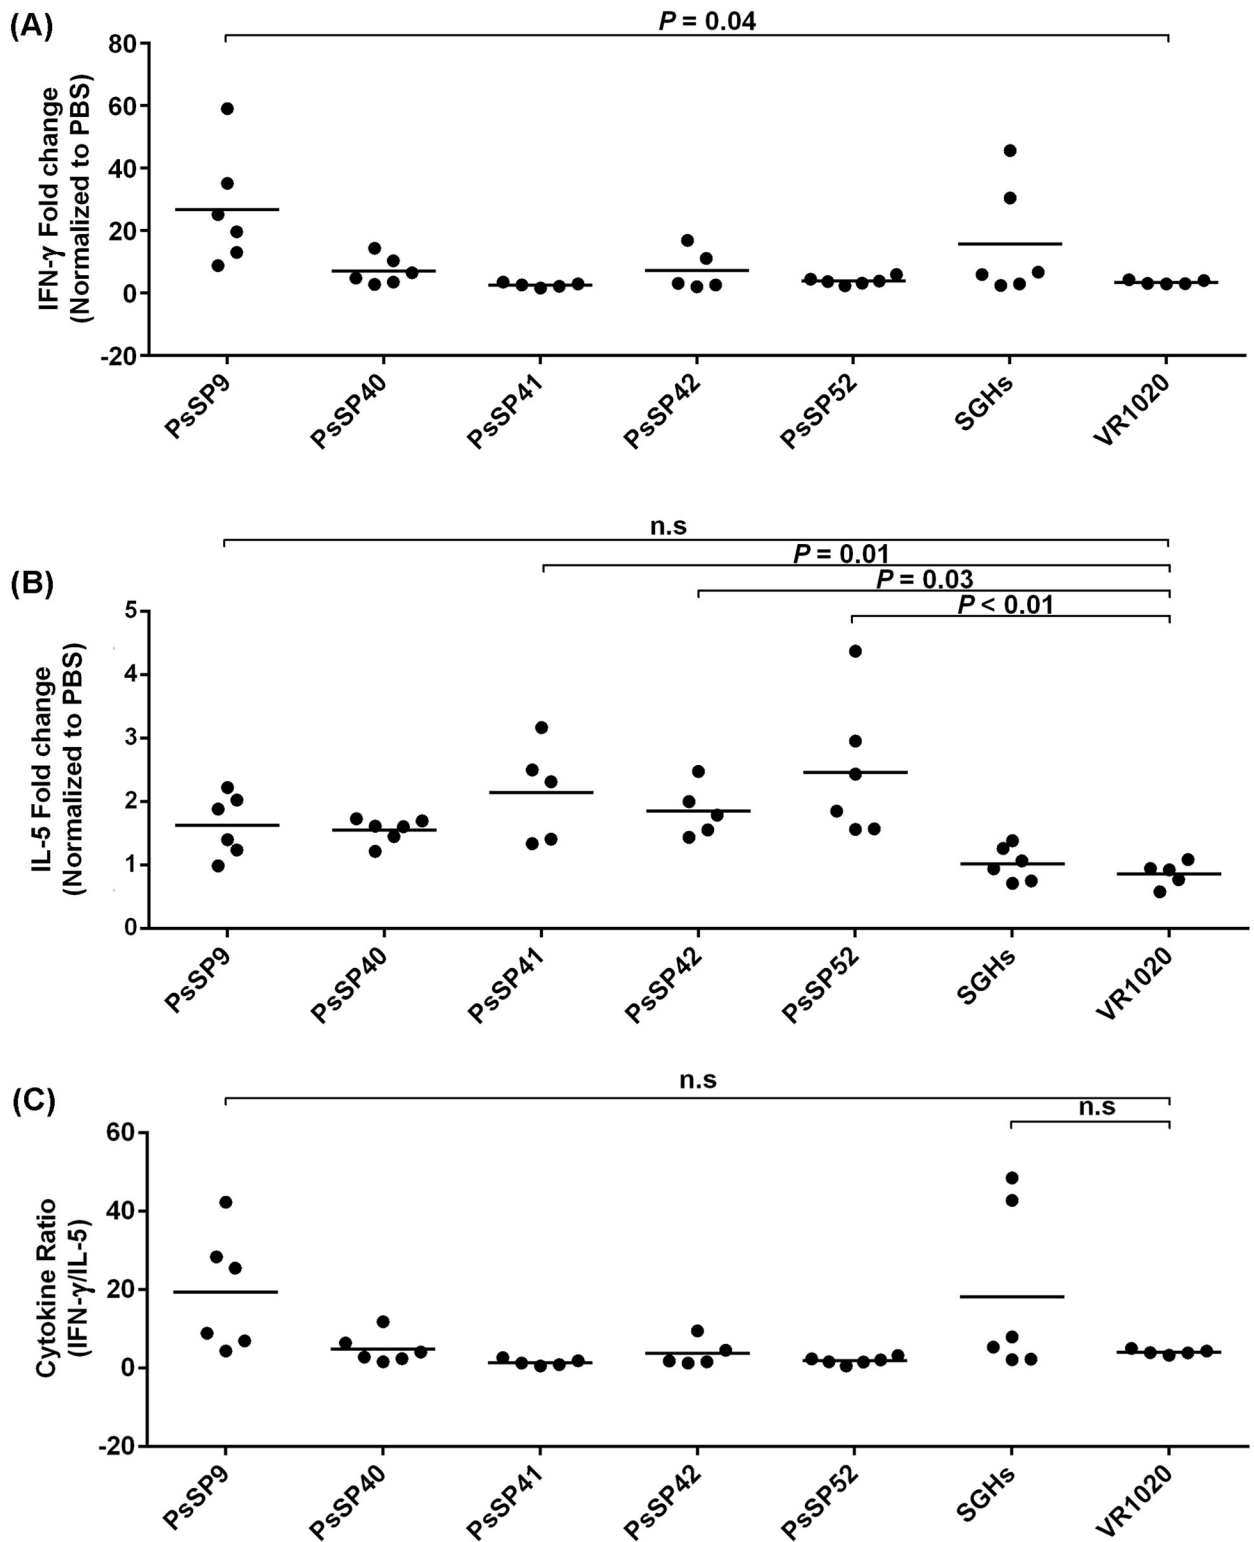 (A)
P = 0.04
IFN-γ Fold change
(Normalized to PBS)
80
60
40
20
0
-20
PsSP9
PsSP40
PsSP41
PsSP42
PsSP52
SGHs
VR1020
n.s
P = 0.01
(B)
P = 0.03
P < 0.01
IL-5 Fold change
(Normalized to PBS)
5
4
3
2
1
0
PsSP9
PsSP40
PsSP41
PsSP42
PsSP52
SGHs
VR1020
n.s
(C)
n.s
Cytokine Ratio
(IFN-γ/IL-5)
60
40
20
0
-20
PsSP9
PsSP40
PsSP41
PsSP42
PsSP52
SGHs
VR1020